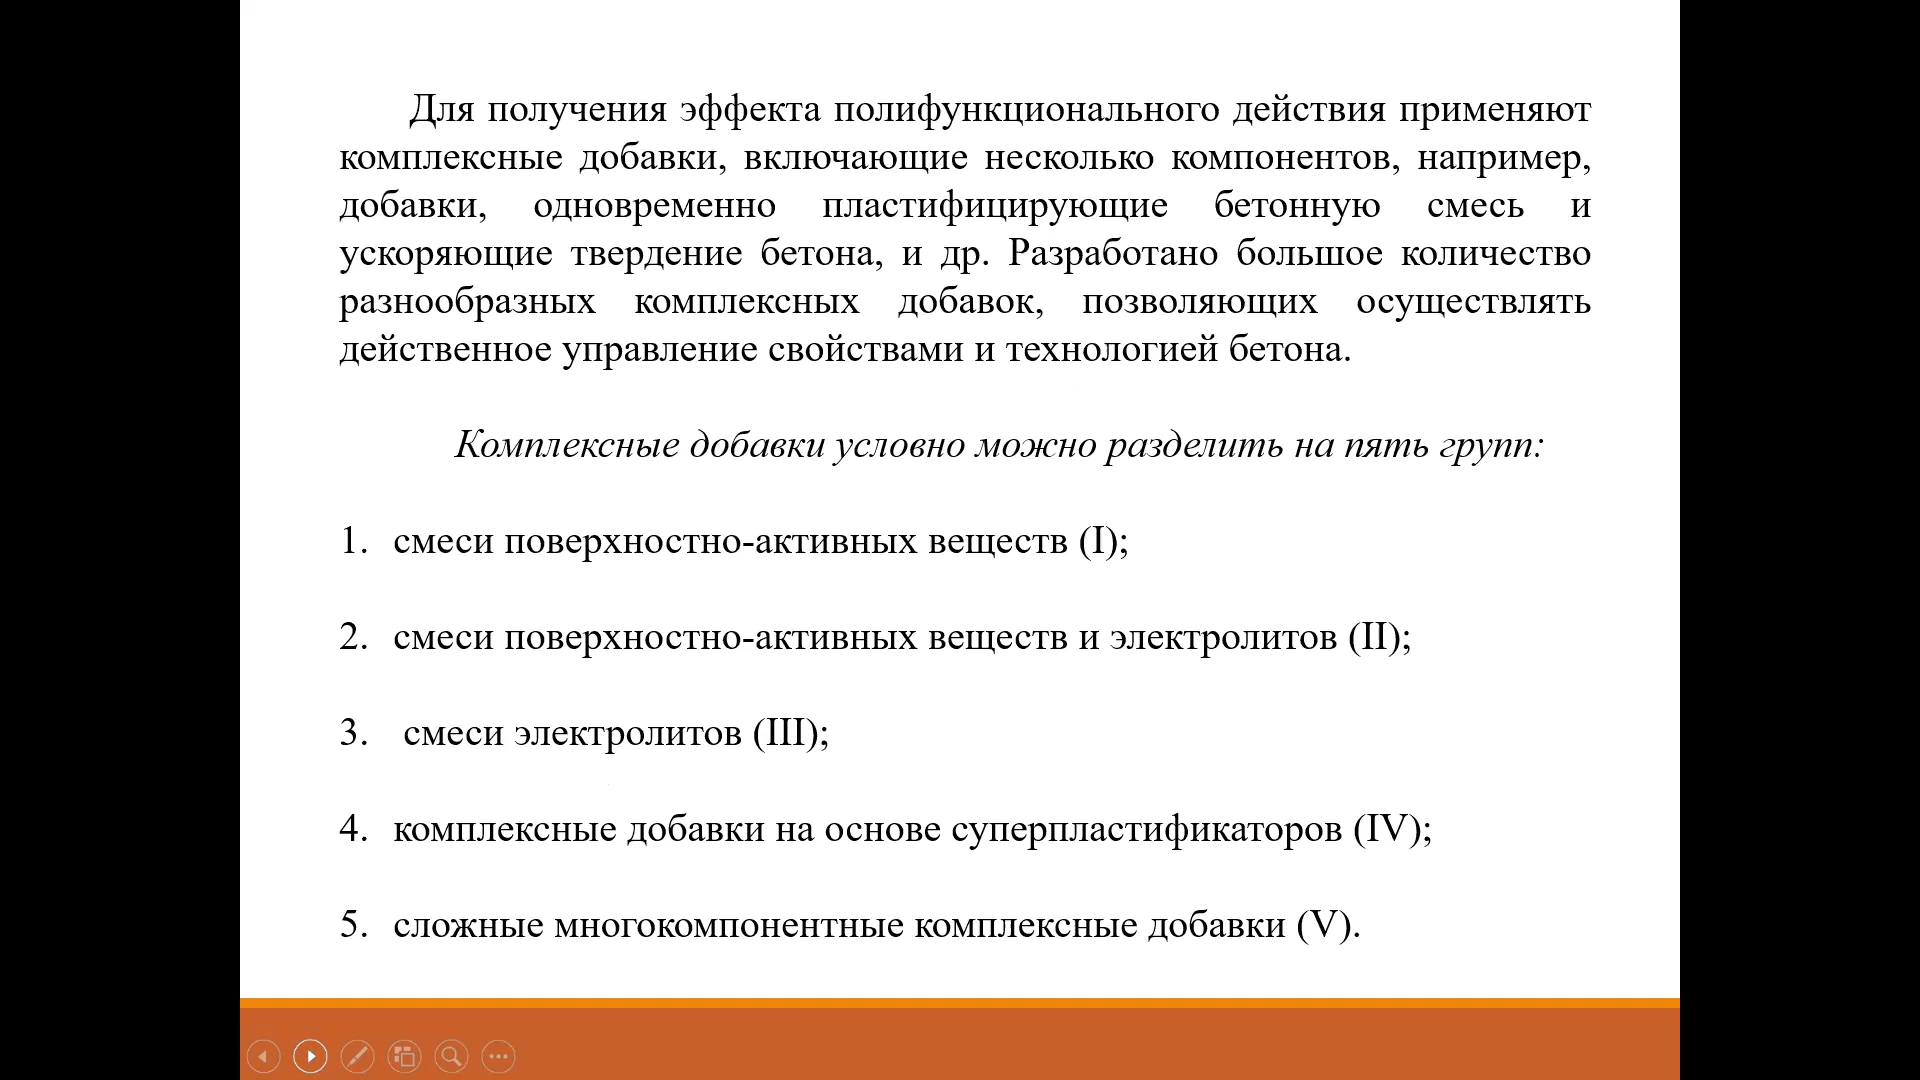 Для получения эффекта полифункционального действия применяют
комплексные добавки, включающие несколько компонентов, например,
добавки, одновременно пластифицирующие бетонную смесь и
ускоряющие твердение бетона, и др. Разработано большое количество
разнообразных комплексных добавок, позволяющих осуществлять
действенное управление свойствами и технологией бетона.
Комплексные добавки условно можно разделить на пять групп:
1. смеси поверхностно-активных веществ (I);
2. смеси поверхностно-активных веществ и электролитов (II);
3. смеси электролитов (III);
4. комплексные добавки на основе суперпластификаторов (IV);
5. сложные многокомпонентные комплексные добавки (V).